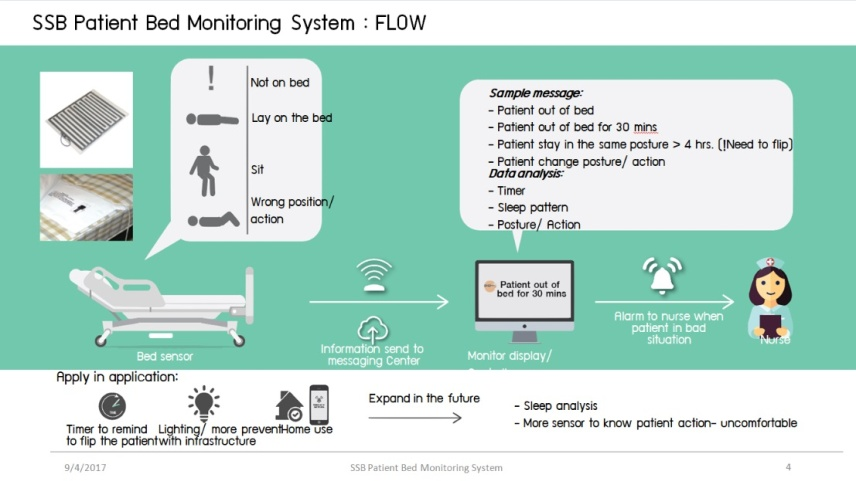 SSB Patient Bed Monitoring System : FLOW
Not on bed
Lay on the bed
Sit
Wrong position/
action
Sample message:
- Patient out of bed
- Patient out of bed for 30 mins
- Patient stay in the same posture > 4 hrs. (!Need to flip)
- Patient change posture/ action
Data analysis:
- Timer
- Sleep pattern
- Posture/ Action
Bed sensor
Information send to
messaging Center
Patient out of
bed for 30 mins
Monitor display/
Alarm to nurse when
patient in bad
situation
Nurse
Apply in application:
Timer to remind
to flip the patient
Lighting/ more prevent
with infrastructure
Home use
Expand in the future
- Sleep analysis
- More sensor to know patient action- uncomfortable
9/4/2017
SSB Patient Bed Monitoring System
4